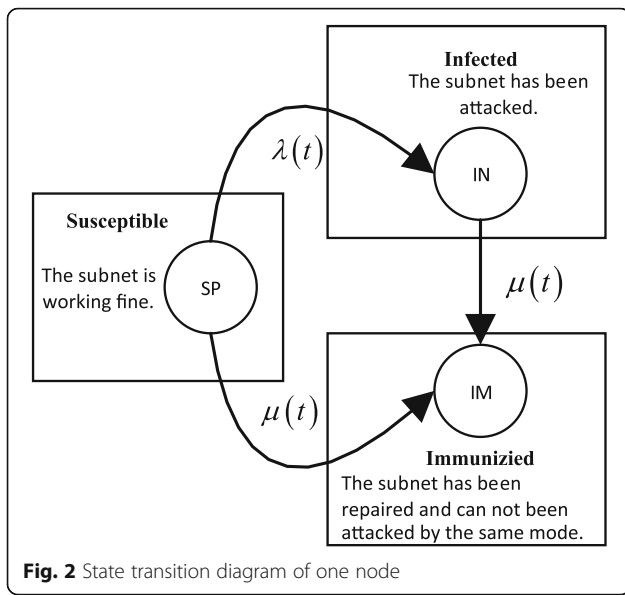 Infected
The subnet has been
attacked.
λ(t)
IN
Susceptible
The subnet is
working fine.
SP
μ(t)
μ(t)
IM
Immunizied
The subnet has been
repaired and can not been
attacked by the same mode.
Fig. 2 State transition diagram of one node